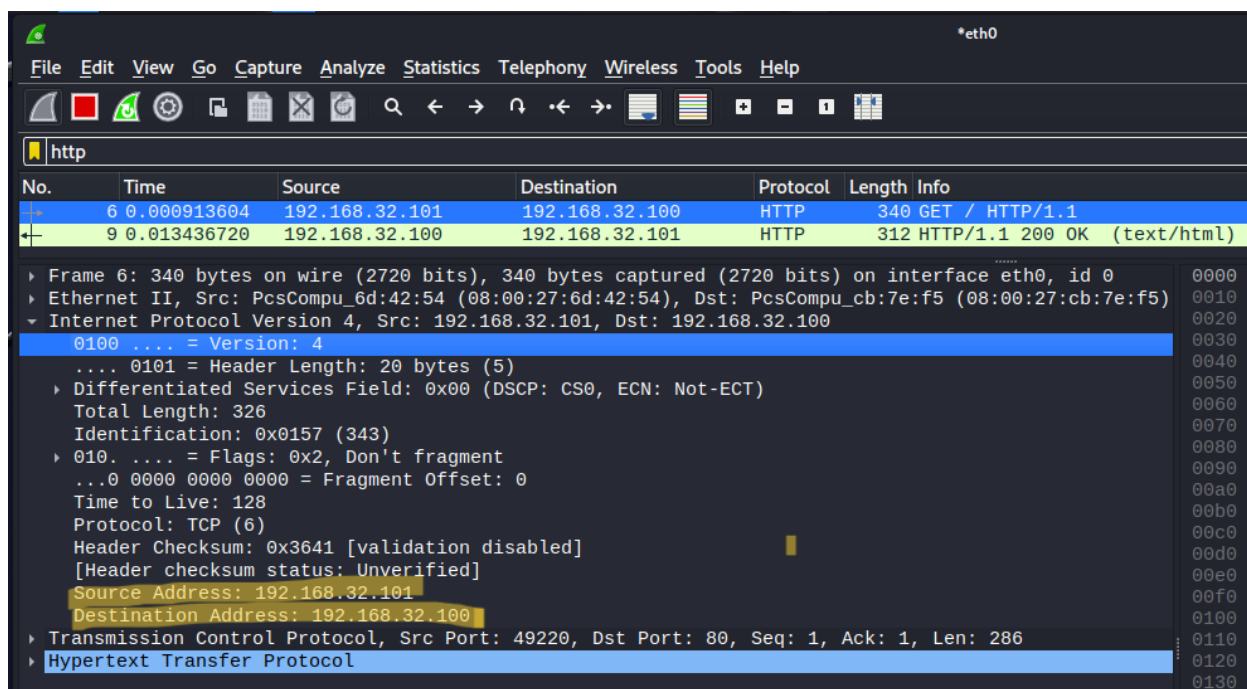 *eth0
File Edit View Go Capture Analyze Statistics Telephony Wireless Tools Help
http
No. Time Source Destination Protocol Length Info
6 0.000913604 192.168.32.101 192.168.32.100 HTTP 340 GET / HTTP/1.1
9 0.013436720 192.168.32.100 192.168.32.101 HTTP 312 HTTP/1.1 200 OK (text/html)
Frame 6: 340 bytes on wire (2720 bits), 340 bytes captured (2720 bits) on interface eth0, id 0
Ethernet II, Src: PcsCompu_6d:42:54 (08:00:27:6d:42:54), Dst: PcsCompu_cb:7e:f5 (08:00:27:cb:7e:f5)
Internet Protocol Version 4, Src: 192.168.32.101, Dst: 192.168.32.100
0100 .... = Version: 4
.... 0101 = Header Length: 20 bytes (5)
Differentiated Services Field: 0x00 (DSCP: CS0, ECN: Not-ECT)
Total Length: 326
Identification: 0x0157 (343)
010. .... = Flags: 0x2, Don't fragment
...0 0000 0000 0000 = Fragment Offset: 0
Time to Live: 128
Protocol: TCP (6)
Header Checksum: 0x3641 [validation disabled]
[Header checksum status: Unverified]
Source Address: 192.168.32.101
Destination Address: 192.168.32.100
Transmission Control Protocol, Src Port: 49220, Dst Port: 80, Seq: 1, Ack: 1, Len: 286
Hypertext Transfer Protocol
0000
0010
0020
0030
0040
0050
0060
0070
0080
0090
00a0
00b0
00c0
00d0
00e0
00f0
0100
0110
0120
0130